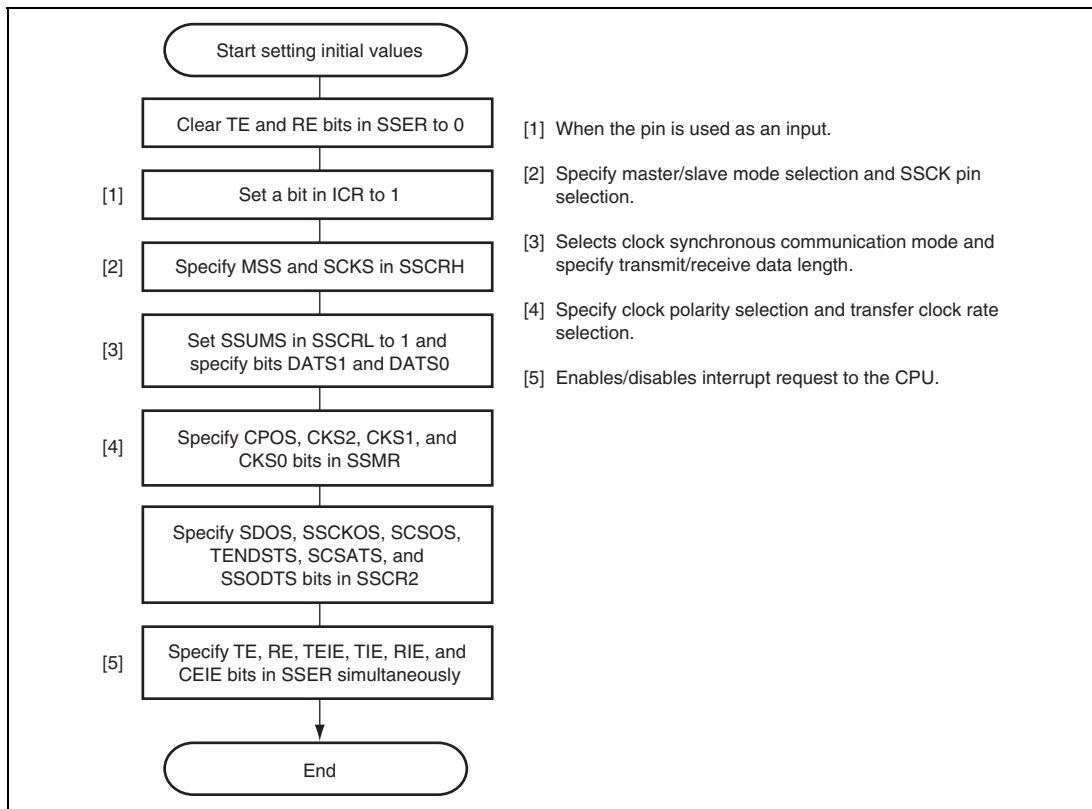 Start setting initial values
Clear TE and RE bits in SSER to 0
[1] Set a bit in ICR to 1
[2] Specify MSS and SCKS in SSCRH
[3] Set SSUMS in SSCRL to 1 and
specify bits DATS1 and DATS0
[4] Specify CPOS, CKS2, CKS1, and
CKS0 bits in SSMR
Specify SDOS, SSCKOS, SCSOS,
TENDSTS, SCSATS, and
SSODTS bits in SSCR2
[5] Specify TE, RE, TEIE, TIE, RIE, and
CEIE bits in SSER simultaneously
End
[1] When the pin is used as an input.
[2] Specify master/slave mode selection and SSCK pin
selection.
[3] Selects clock synchronous communication mode and
specify transmit/receive data length.
[4] Specify clock polarity selection and transfer clock rate
selection.
[5] Enables/disables interrupt request to the CPU.